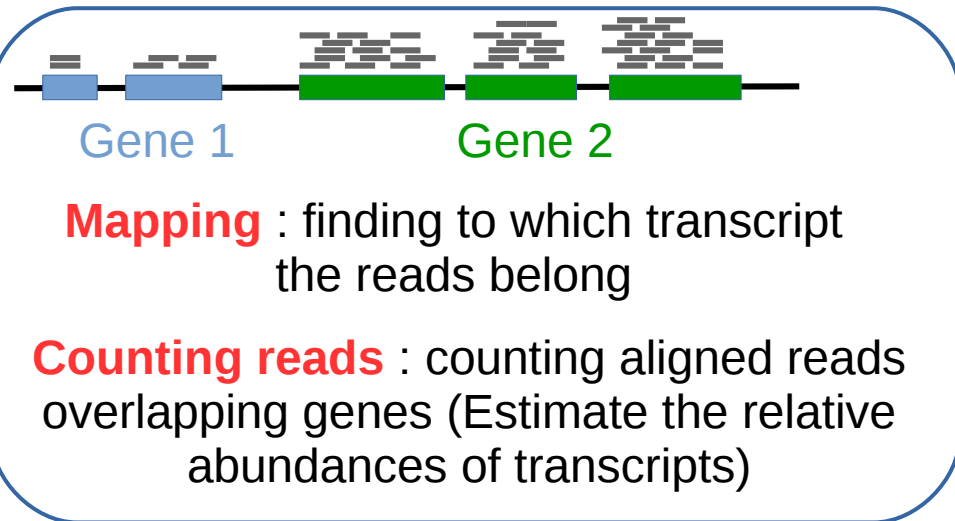 Gene 1 Gene 2
Mapping : finding to which transcript
the reads belong
Counting reads : counting aligned reads
overlapping genes (Estimate the relative
abundances of transcripts)